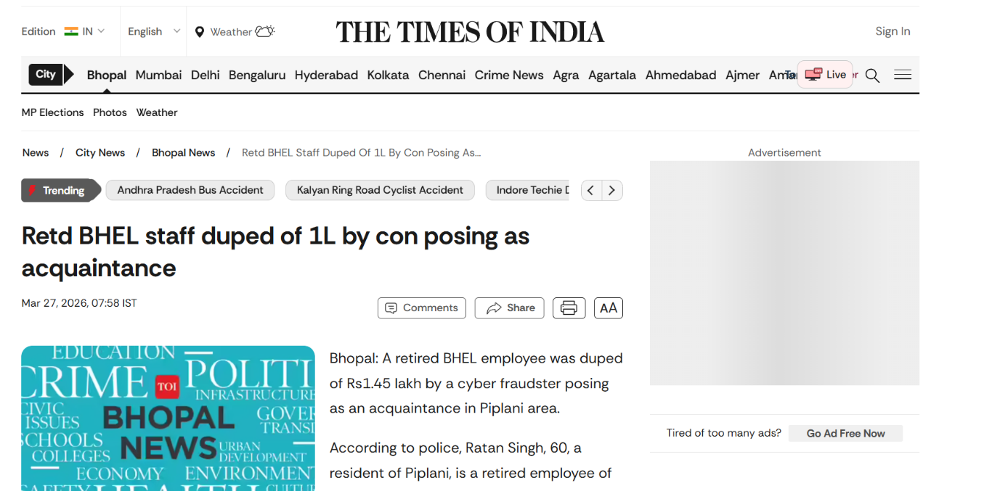 Edition IN English Weather THE TIMES OF INDIA Sign In
City Bhopal Mumbai Delhi Bengaluru Hyderabad Kolkata Chennai Crime News Agra Agartala Ahmedabad Ajmer Live
MP Elections Photos Weather
News / City News / Bhopal News / Retd BHEL Staff Duped Of 1L By Con Posing As...
Advertisement
Trending Andhra Pradesh Bus Accident Kalyan Ring Road Cyclist Accident Indore Techie
Retd BHEL staff duped of 1L by con posing as
acquaintance
Mar 27, 2026, 07:58 IST
Comments Share AA
EDUCATION
CRIME TOI POLITI
INFRASTRUCTURE
CIVIC
ISSUES
BHOPAL
GOVER
TRANSI
SCHOOLS
COLLEGES
NEWS
URBAN
DEVELOPMENT
ECONOMY ENVIRONMENT
HEALTH
Bhopal: A retired BHEL employee was duped
of Rs1.45 lakh by a cyber fraudster posing
as an acquaintance in Piplani area.
According to police, Ratan Singh, 60, a
resident of Piplani, is a retired employee of
Tired of too many ads? Go Ad Free Now